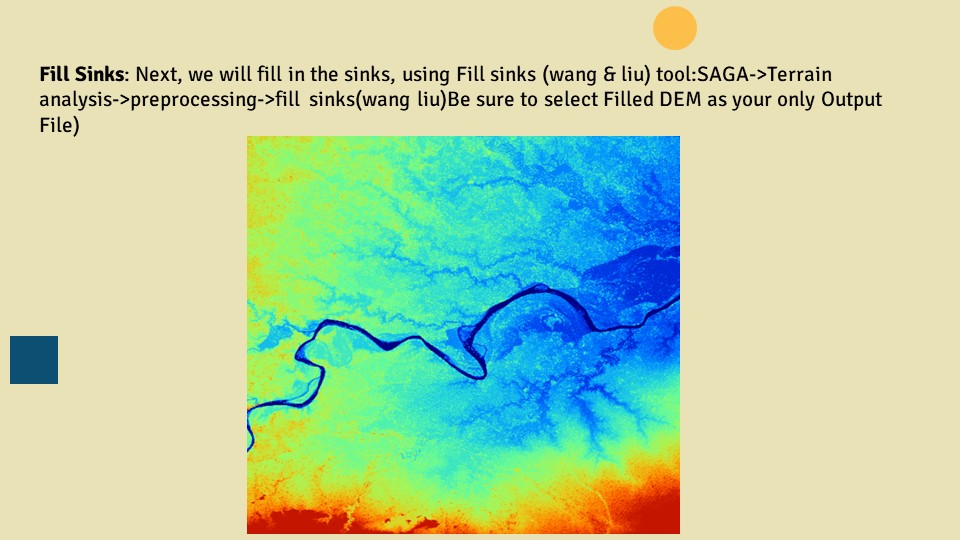 Fill Sinks: Next, we will fill in the sinks, using Fill sinks (wang & liu) tool:SAGA->Terrain
analysis->preprocessing->fill sinks(wang liu)Be sure to select Filled DEM as your only Output
File)